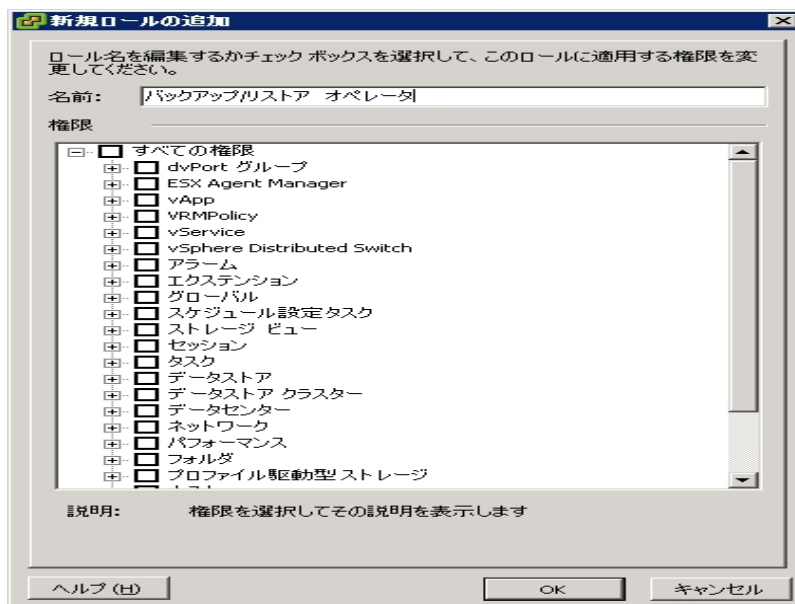 新規ロールの追加
ロール名を編集するかチェック ボックスを選択して、このロールに適用する権限を変
更してください。
名前: バックアップ/リストア オペレータ
権限
すべての権限
dvPort グループ
ESX Agent Manager
vApp
VRMPolicy
vService
vSphere Distributed Switch
アラーム
エクステンション
グローバル
スケジュール設定タスク
ストレージ ビュー
セッション
タスク
データストア
データストア クラスター
データセンター
ネットワーク
パフォーマンス
フォルダ
プロファイル駆動型ストレージ
説明: 権限を選択してその説明を表示します
ヘルプ(H) OK キャンセル